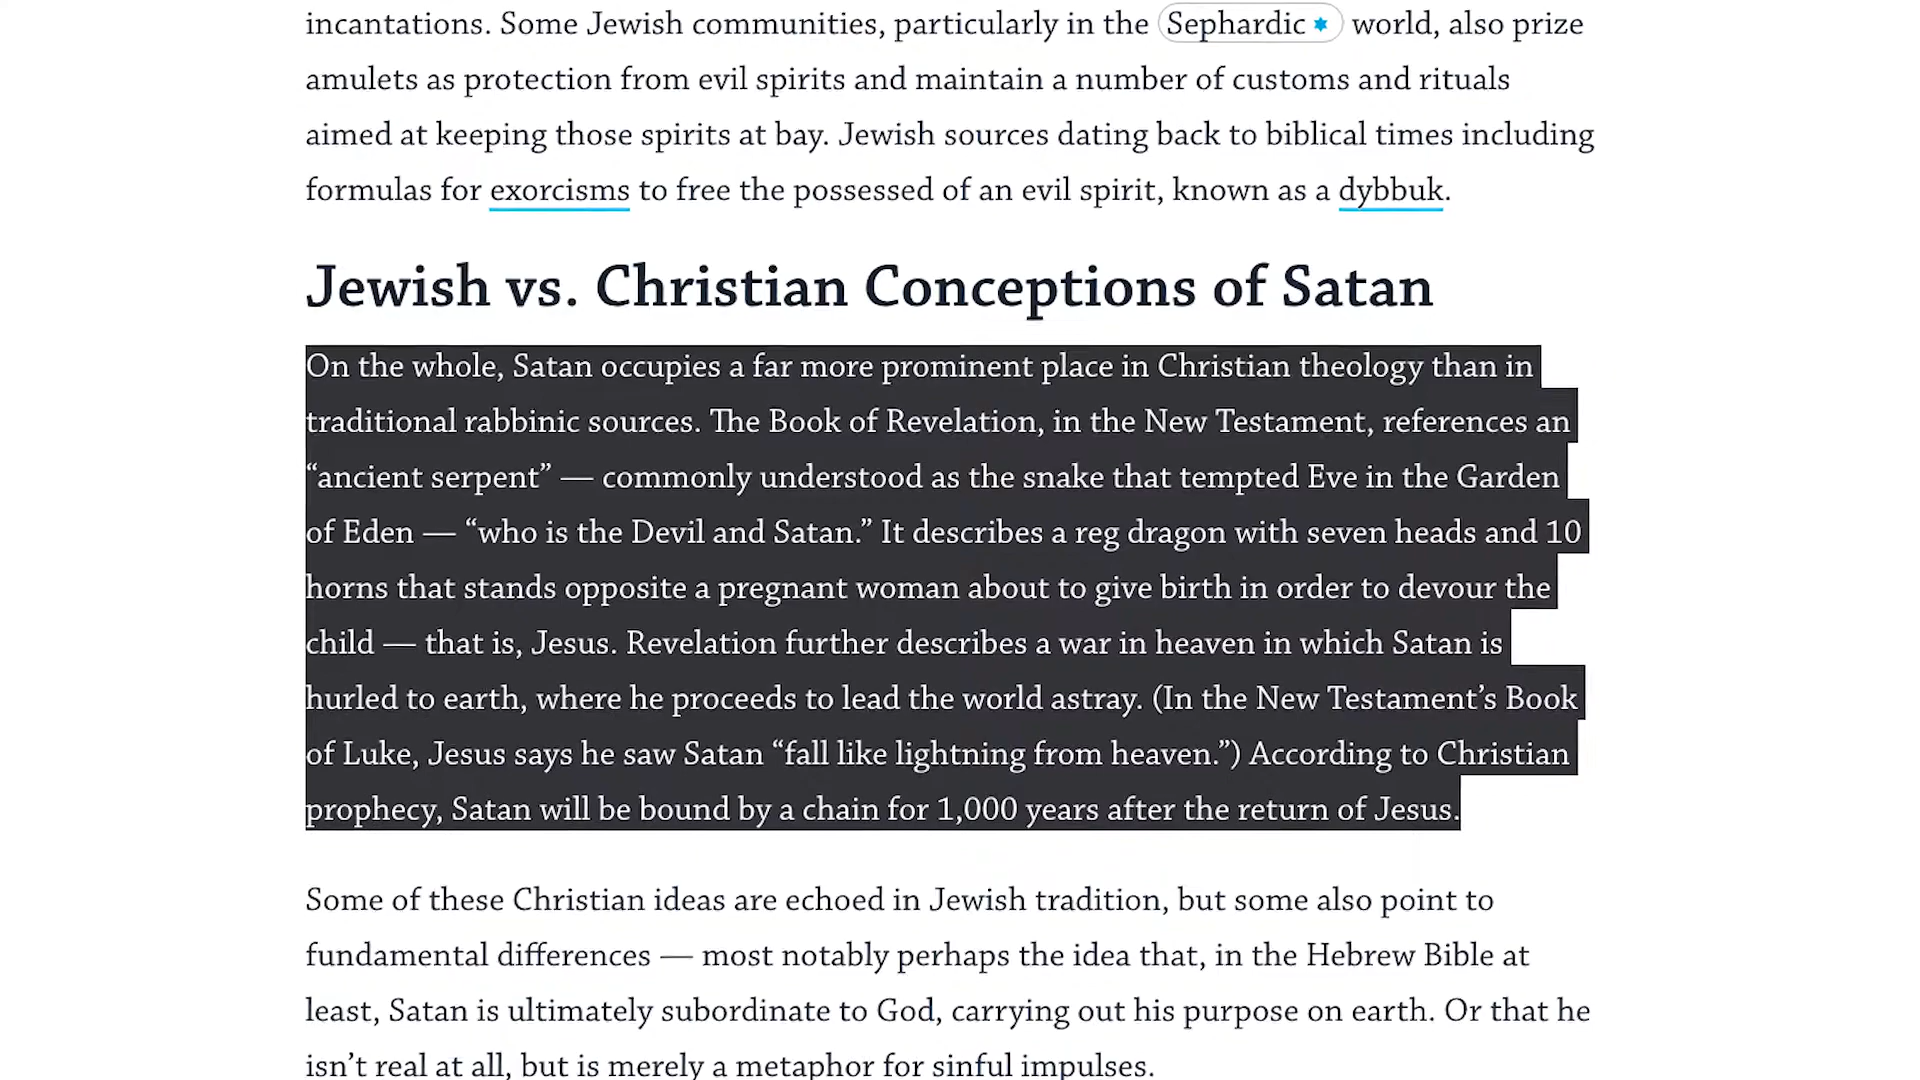 incantations. Some Jewish communities, particularly in the Sephardic world, also prize
amulets as protection from evil spirits and maintain a number of customs and rituals
aimed at keeping those spirits at bay. Jewish sources dating back to biblical times including
formulas for exorcisms to free the possessed of an evil spirit, known as a dybbuk.
Jewish vs. Christian Conceptions of Satan
On the whole, Satan occupies a far more prominent place in Christian theology than in
traditional rabbinic sources. The Book of Revelation, in the New Testament, references an
“ancient serpent” — commonly understood as the snake that tempted Eve in the Garden
of Eden — “who is the Devil and Satan.” It describes a reg dragon with seven heads and 10
horns that stands opposite a pregnant woman about to give birth in order to devour the
child — that is, Jesus. Revelation further describes a war in heaven in which Satan is
hurled to earth, where he proceeds to lead the world astray. (In the New Testament’s Book
of Luke, Jesus says he saw Satan “fall like lightning from heaven.”) According to Christian
prophecy, Satan will be bound by a chain for 1,000 years after the return of Jesus.
Some of these Christian ideas are echoed in Jewish tradition, but some also point to
fundamental differences — most notably perhaps the idea that, in the Hebrew Bible at
least, Satan is ultimately subordinate to God, carrying out his purpose on earth. Or that he
isn’t real at all, but is merely a metaphor for sinful impulses.